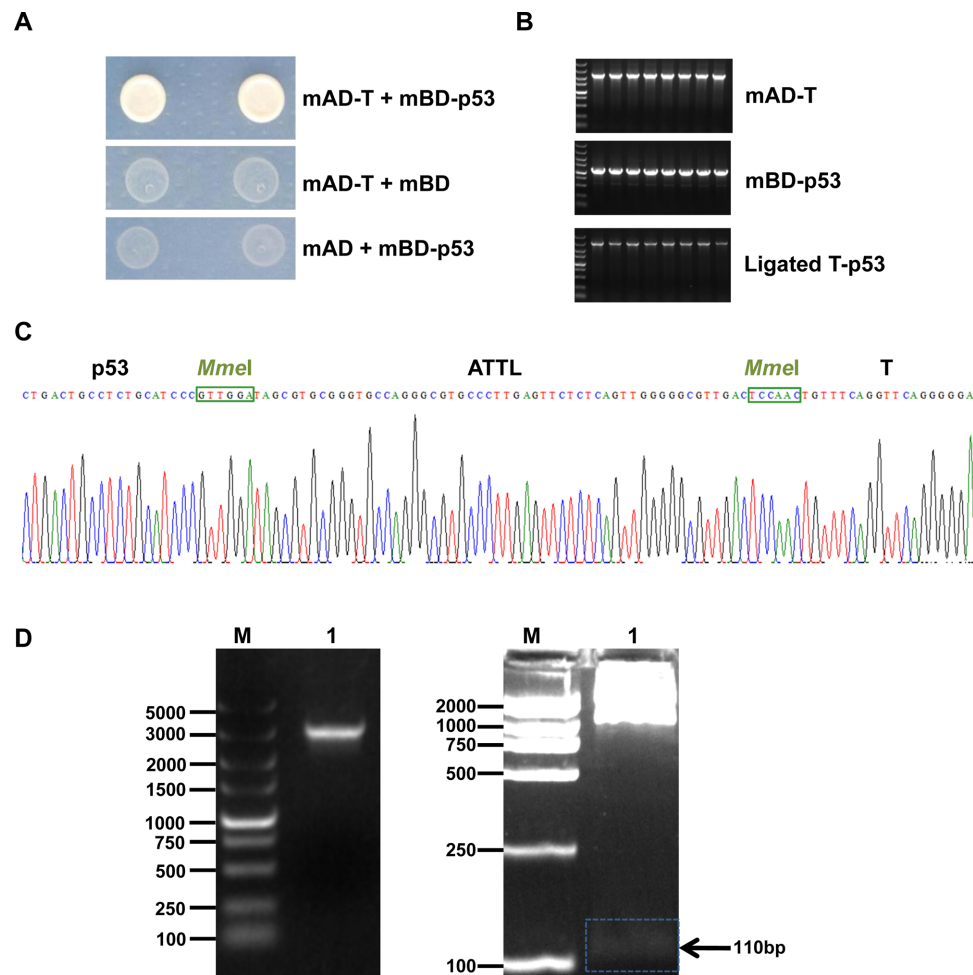 A
B
mAD-T + mBD-p53
mAD-T + mBD
mAD + mBD-p53
mAD-T
mBD-p53
Ligated T-p53
C
p53
MmeI
ATTL
MmeI
T
CTGACTGCCTCTGCATCCCGTTGGATAGCGTGCGGGTGCCAGGGCGTGCCCTTGAGTTCTCTCAGTTGGGGGCGTTGACTCCAACTGTTTCAGGTTCAGGGGGA
D
M
1
5000
3000
2000
1500
1000
750
500
250
100
M
1
2000
1000
750
500
250
100
110bp